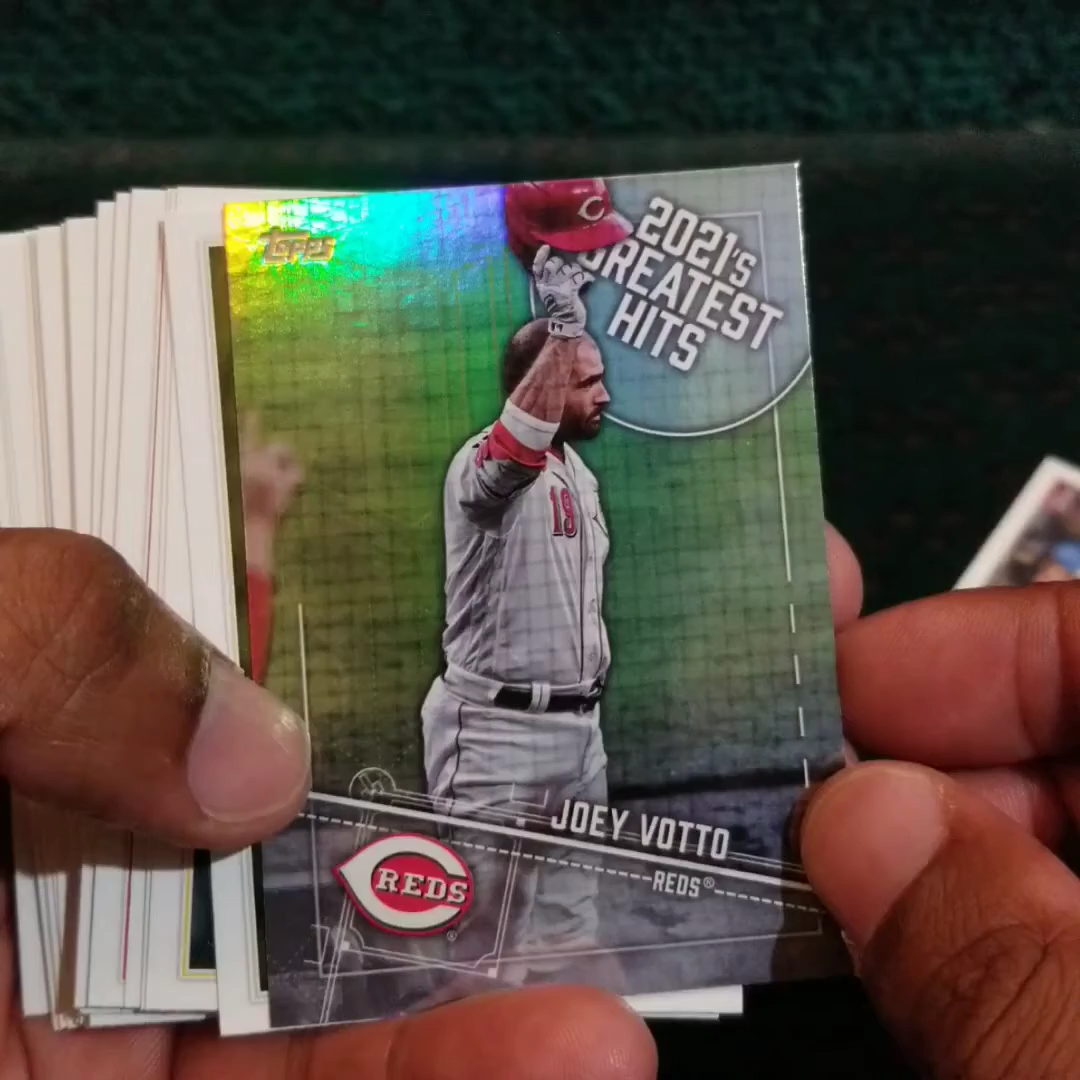 Topps
2021's
GREATEST
HITS
C
19
JOEY VOTTO
REDS®
REDS
®